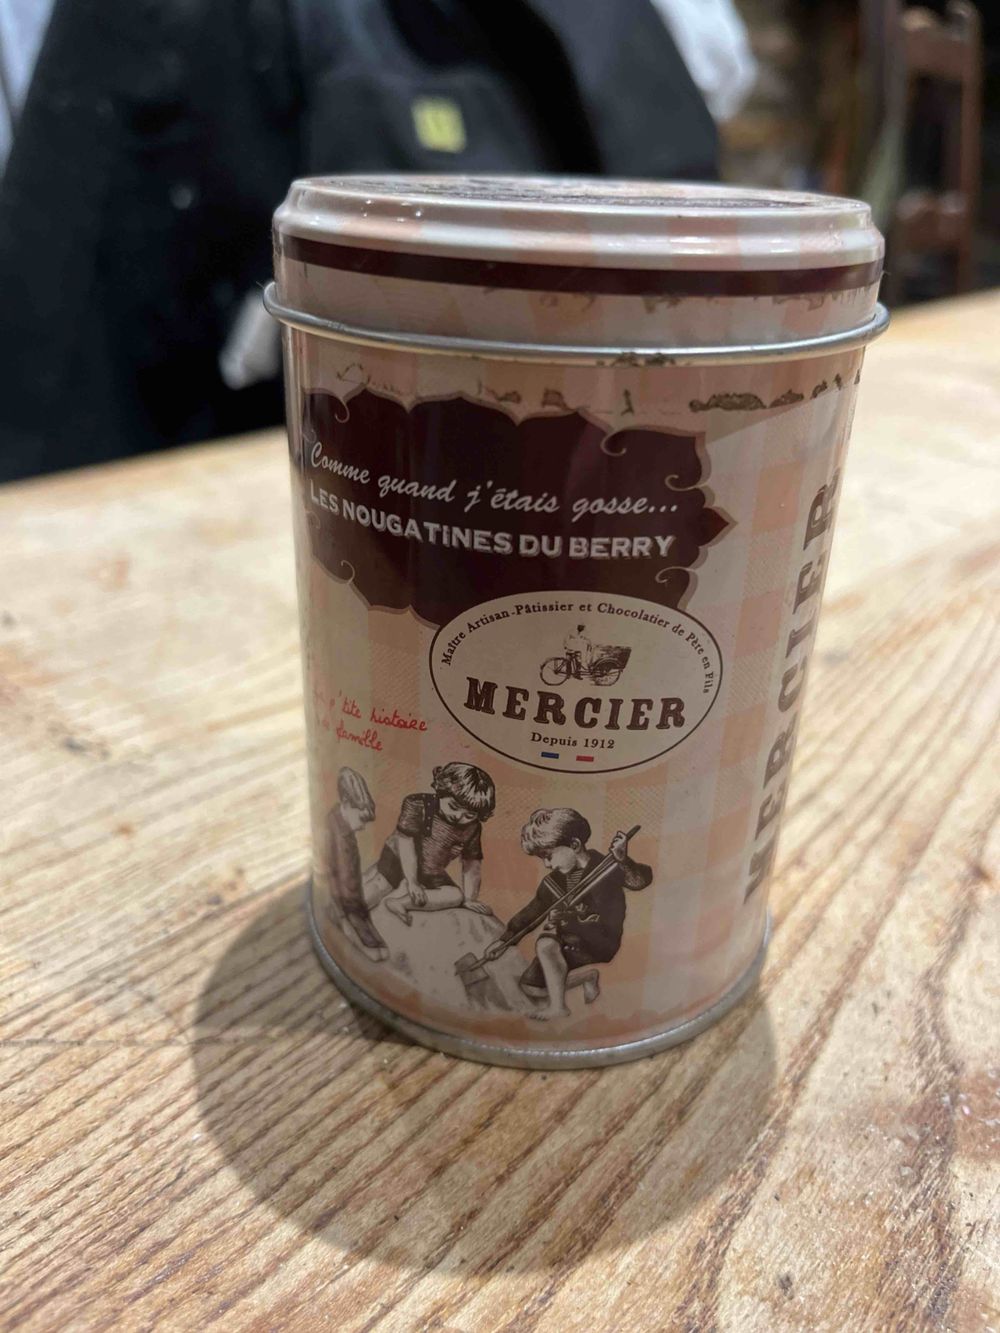 Comme quand j'étais gosse...
LES NOUGATINES DU BERRY
Maître Artisan-Pâtissier et Chocolatier de Père en Fils
MERCIER
Depuis 1912
p'tite histoire
de famille
MERCIER